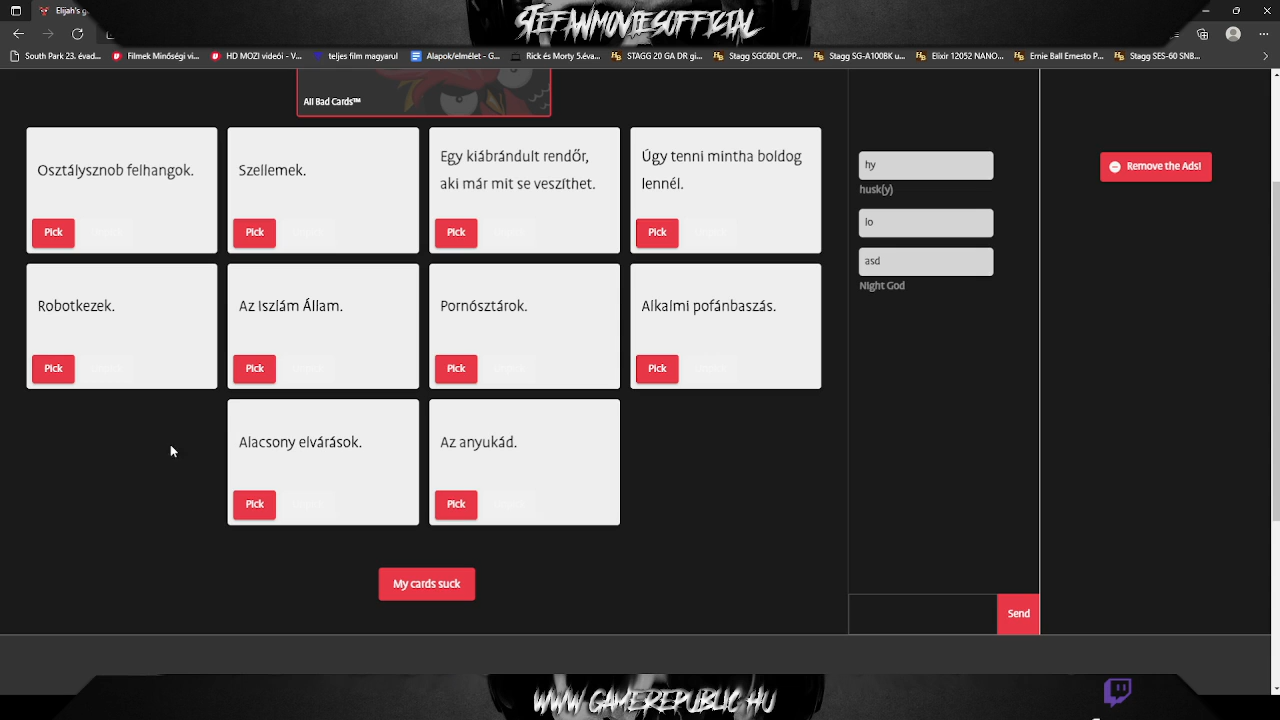 STEFANMOVIESOFFICIAL
Elijah's g
South Park 23. évad...
Filmek Minőségi vi...
HD MOZI videói - V...
teljes film magyarul
Alapok/elmélet - G...
Rick és Morty 5.éva...
STAGG 20 GA DR gi...
Stagg SGC6DL CPP...
Stagg SG-A100BK u...
Elixir 12052 NANO...
Ernie Ball Ernesto P...
Stagg SES-60 SNB...
All Bad Cards™
Osztálysznob felhangok.
Pick
Szellemek.
Pick
Egy kiábrándult rendőr,
aki már mit se veszíthet.
Pick
Úgy tenni mintha boldog
lennél.
Pick
Robotkezek.
Pick
Az Iszlám Állam.
Pick
Pornósztárok.
Pick
Alkalmi pofánbaszás.
Pick
Alacsony elvárások.
Pick
Az anyukád.
Pick
My cards suck
hy
husk(y)
lo
asd
Night God
Send
Remove the Ads!
WWW GAMEREPUBLIC.HU